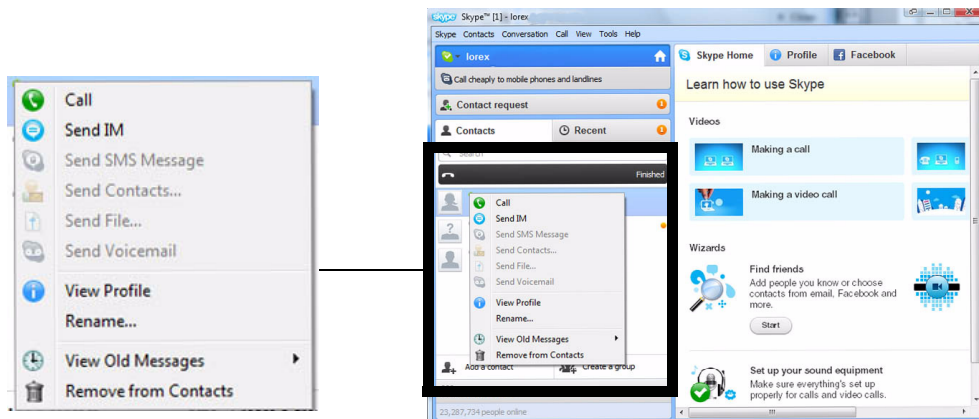 Call
Send IM
Send SMS Message
Send Contacts...
Send File...
Send Voicemail
View Profile
Rename...
View Old Messages
Remove from Contacts
skype Skype™ [1] - lorex
Skype Contacts Conversation Call View Tools Help
lorex
Call cheaply to mobile phones and landlines
Contact request 1
Contacts
Recent 1
Search
Finished
Call
Send IM
Send SMS Message
Send Contacts...
Send File...
Send Voicemail
View Profile
Rename...
View Old Messages
Remove from Contacts
Add a contact
Create a group
23,287,734 people online
Skype Home
Profile
Facebook
Learn how to use Skype
Videos
Making a call
Making a video call
Wizards
Find friends
Add people you know or choose
contacts from email, Facebook and
more.
Start
Set up your sound equipment
Make sure everything's set up
properly for calls and video calls.